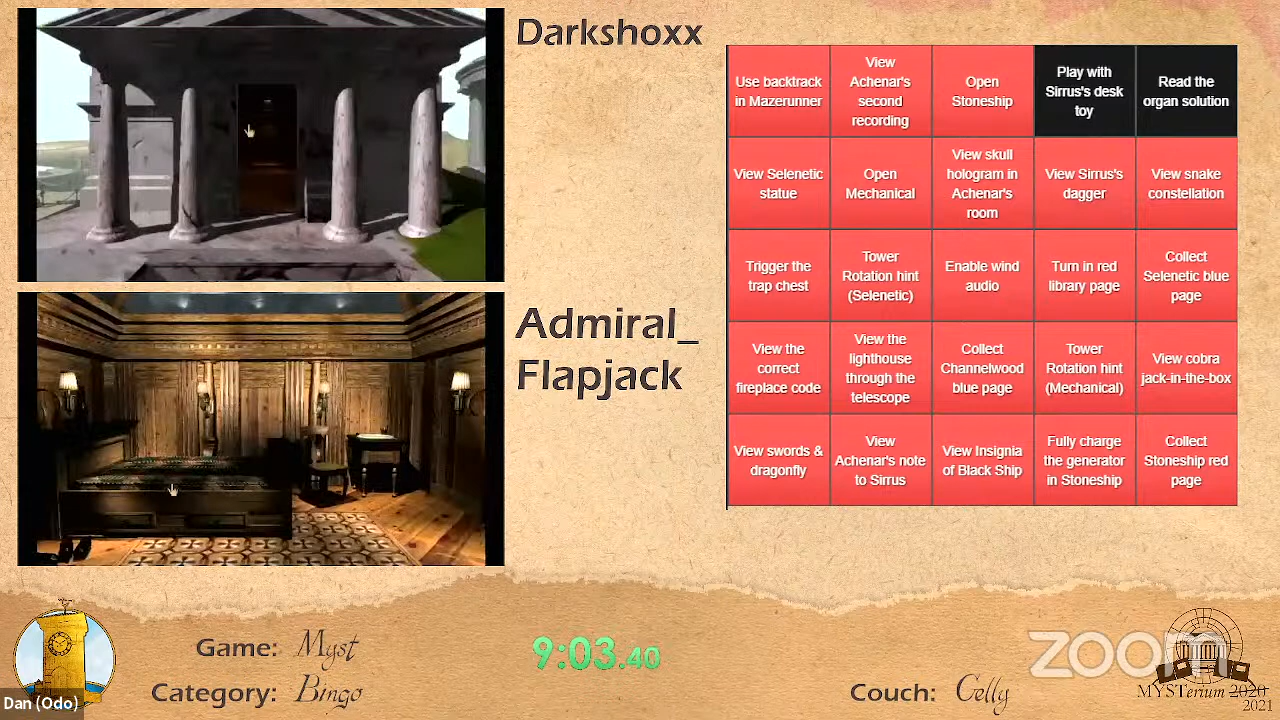 Darkshoxx
Use backtrack
in Mazerunner
View
Achenar's
second
recording
Open
Stoneship
Play with
Sirrus's desk
toy
Read the
organ solution
View Selenetic
statue
Open
Mechanical
View skull
hologram in
Achenar's
room
View Sirrus's
dagger
View snake
constellation
Trigger the
trap chest
Tower
Rotation hint
(Selenetic)
Enable wind
audio
Turn in red
library page
Collect
Selenetic blue
page
Admiral_
Flapjack
View the
correct
fireplace code
View the
lighthouse
through the
telescope
Collect
Channelwood
blue page
Tower
Rotation hint
(Mechanical)
View cobra
jack-in-the-box
View swords &
dragonfly
View
Achenar's note
to Sirrus
View Insignia
of Black Ship
Fully charge
the generator
in Stoneship
Collect
Stoneship red
page
Game: Myst
Category: Bingo
9:03.40
Couch: Celly
zoom
MYSTerium 2020
2021
Dan (Odo)